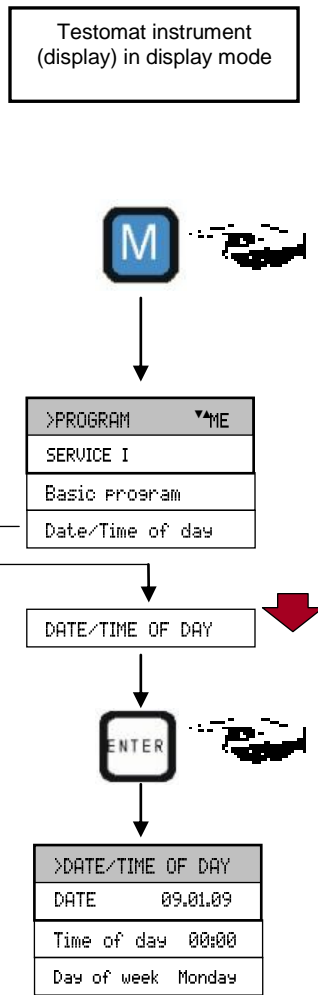 Testomat instrument
(display) in display mode
M
>PROGRAM ▼▲ME
SERVICE I
Basic program
Date/Time of day
DATE/TIME OF DAY
ENTER
>DATE/TIME OF DAY
DATE 09.01.09
Time of day 00:00
Day of week Monday